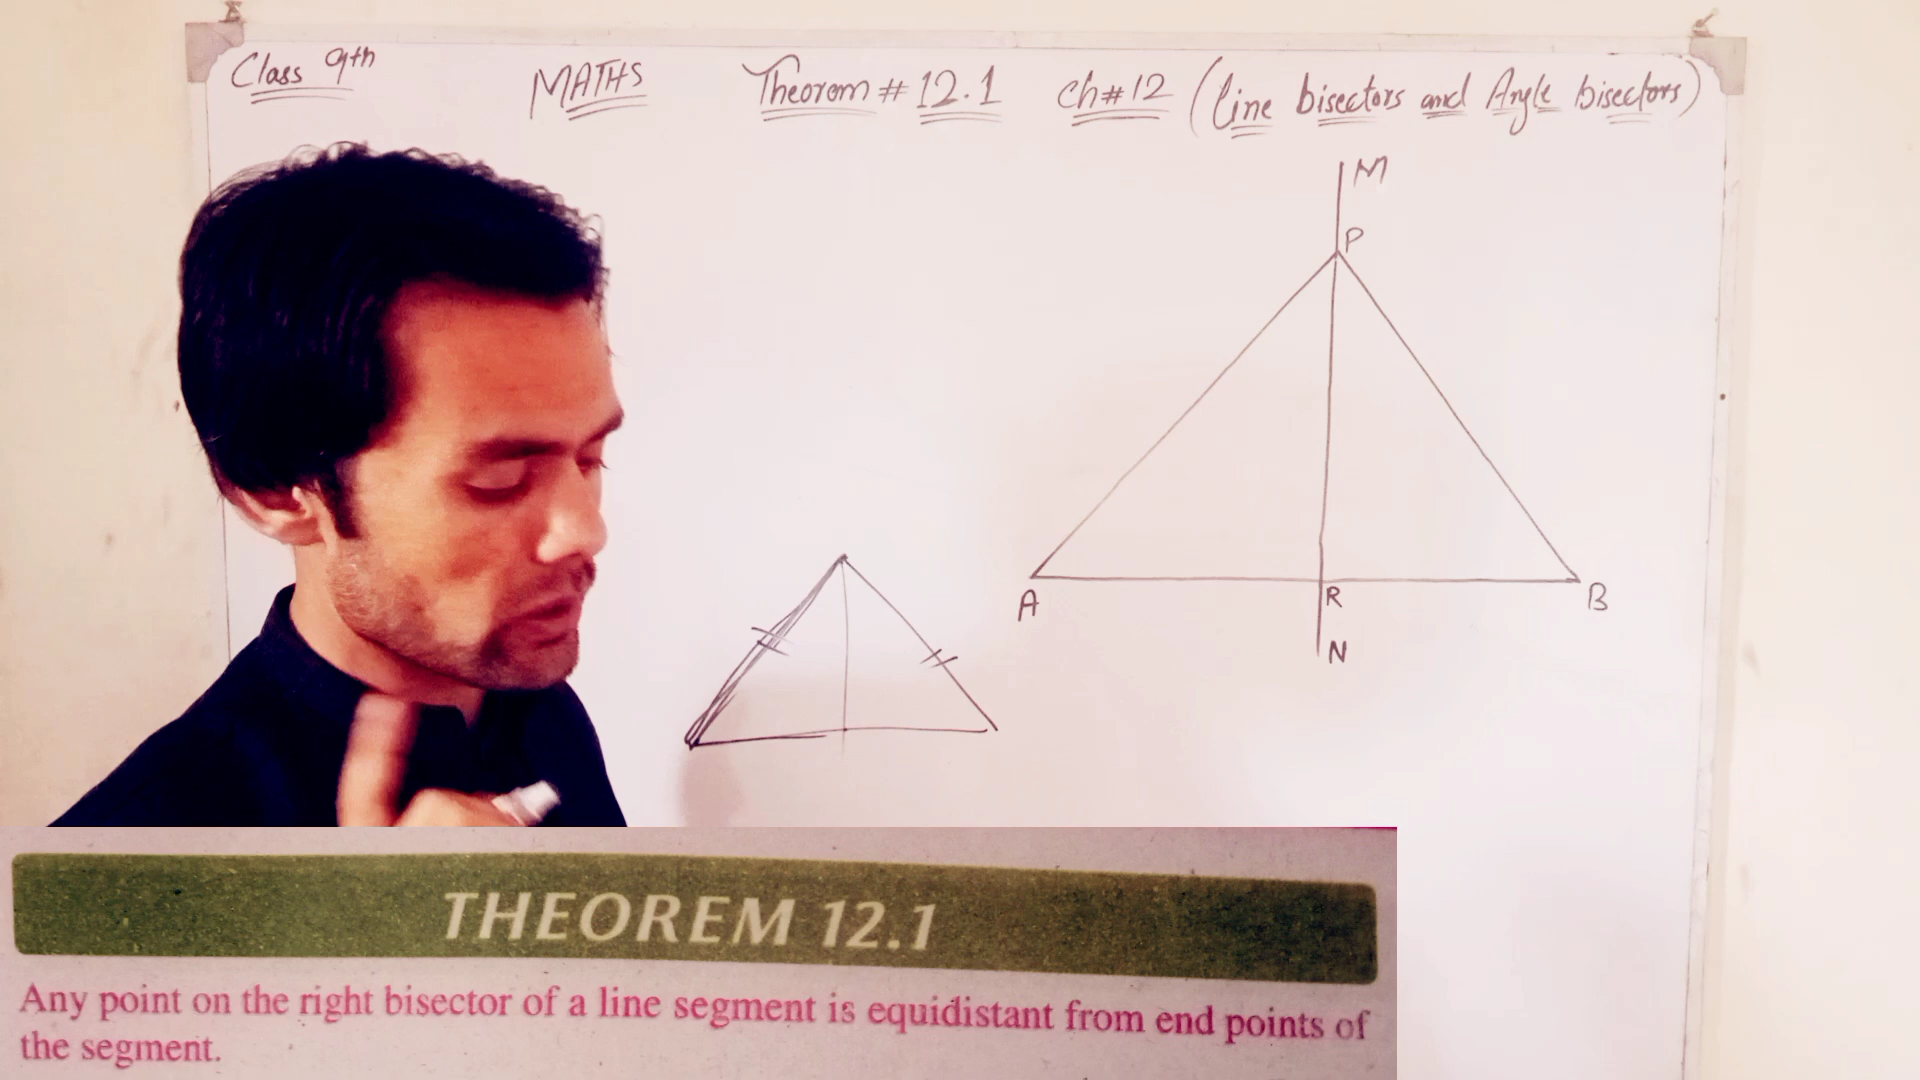 Class 9th MATHS Theorem # 12.1 Ch # 12 (line bisectors and Angle bisectors)
M
P
A
R
B
N
THEOREM 12.1
Any point on the right bisector of a line segment is equidistant from end points of
the segment.